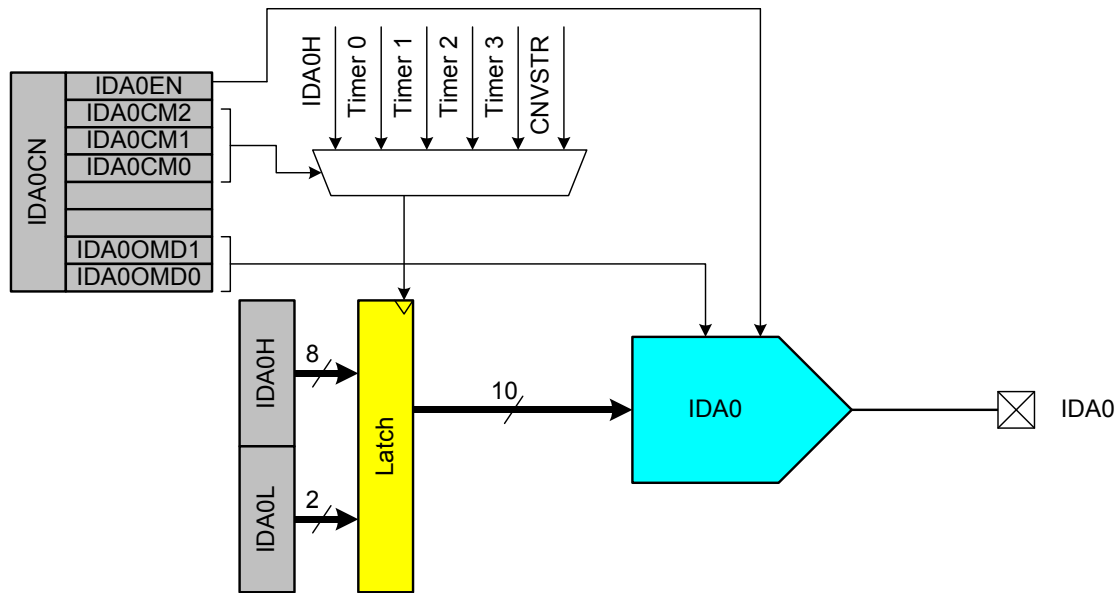 IDA0CN
IDA0EN
IDA0CM2
IDA0CM1
IDA0CM0
IDA0OMD1
IDA0OMD0
IDA0H
Timer 0
Timer 1
Timer 2
Timer 3
CNVSTR
IDA0H
8
IDA0L
2
Latch
10
IDA0
IDA0